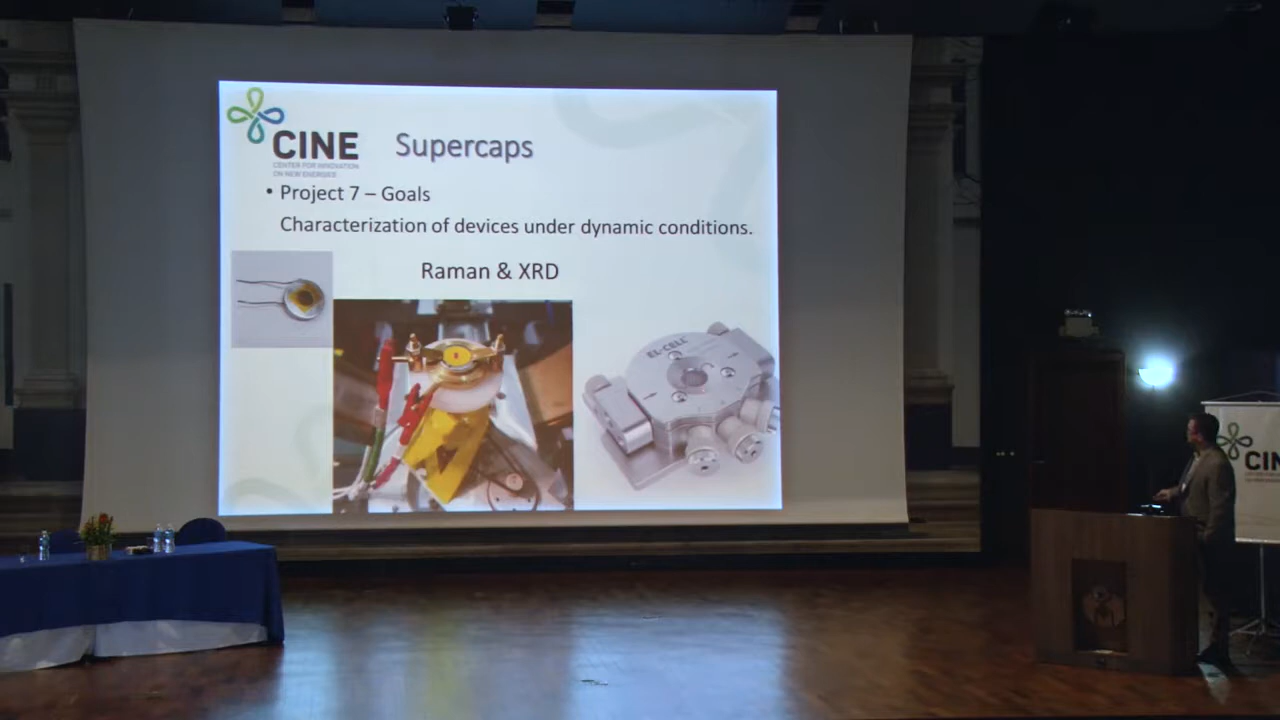 CINE
CENTER FOR INNOVATION
ON NEW ENERGIES
Supercaps
• Project 7 – Goals
Characterization of devices under dynamic conditions.
Raman & XRD
EL-CELL
CIN